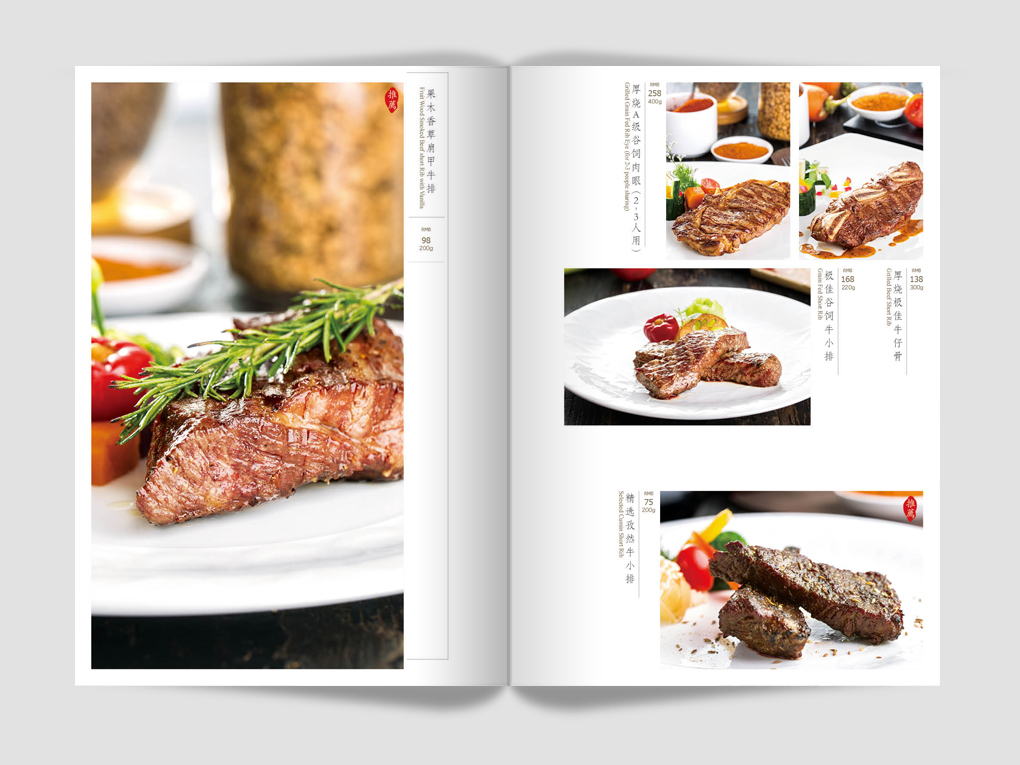 推薦
果木香草肩甲牛排
Fruit Wood Smoked Beef short Rib with Vanilla
RMB
98
200g
厚烧A级谷饲肉眼(2-3人用)
Grilled Grain Fed Rib Eye (for 2-3 people sharing)
RMB
258
400g
极佳谷饲牛小排
Grain Fed Short Rib
RMB
168
220g
厚烧极佳牛仔骨
Grilled Beef Short Rib
RMB
138
300g
精选孜然牛小排
Selected Cumin Short Rib
RMB
75
200g
推薦